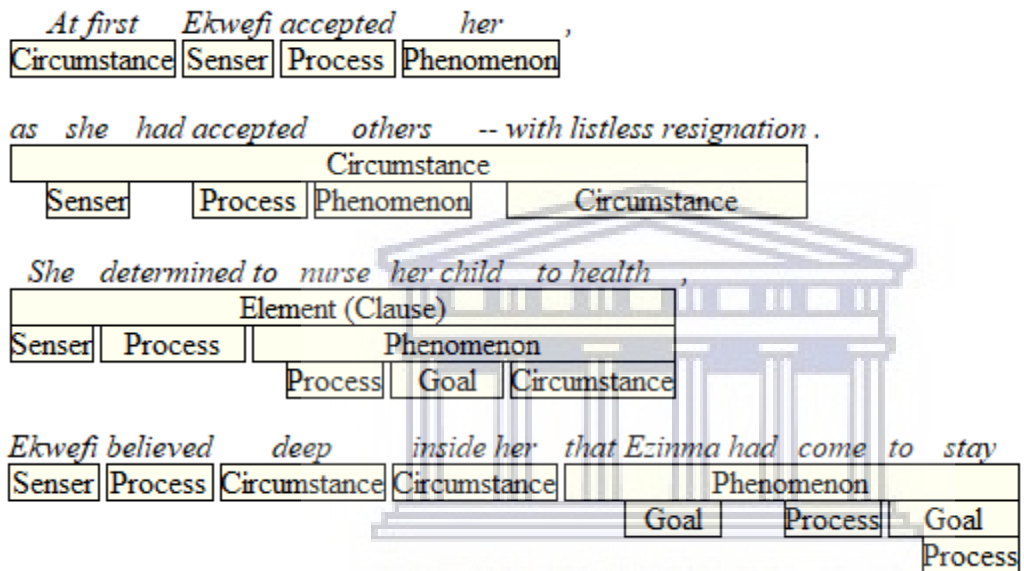 At first Ekwefi accepted her ,
Circumstance Senser Process Phenomenon
as she had accepted others -- with listless resignation .
Circumstance
Senser Process Phenomenon Circumstance
She determined to nurse her child to health ,
Element (Clause)
Senser Process Phenomenon
Process Goal Circumstance
Ekwefi believed deep inside her that Ezinma had come to stay
Senser Process Circumstance Circumstance Phenomenon
Goal Process Goal
Process